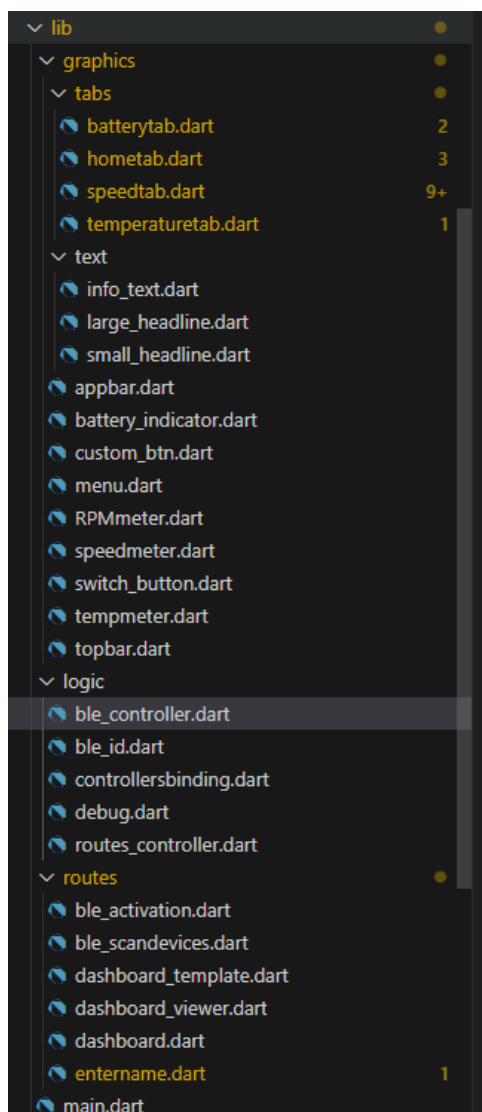 lib
graphics
tabs
batterytab.dart 2
hometab.dart 3
speedtab.dart 9+
temperaturetab.dart 1
text
info_text.dart
large_headline.dart
small_headline.dart
appbar.dart
battery_indicator.dart
custom_btn.dart
menu.dart
RPMmeter.dart
speedmeter.dart
switch_button.dart
tempmeter.dart
topbar.dart
logic
ble_controller.dart
ble_id.dart
controllersbinding.dart
debug.dart
routes_controller.dart
routes
ble_activation.dart
ble_scandevices.dart
dashboard_template.dart
dashboard_viewer.dart
dashboard.dart
entername.dart 1
main.dart